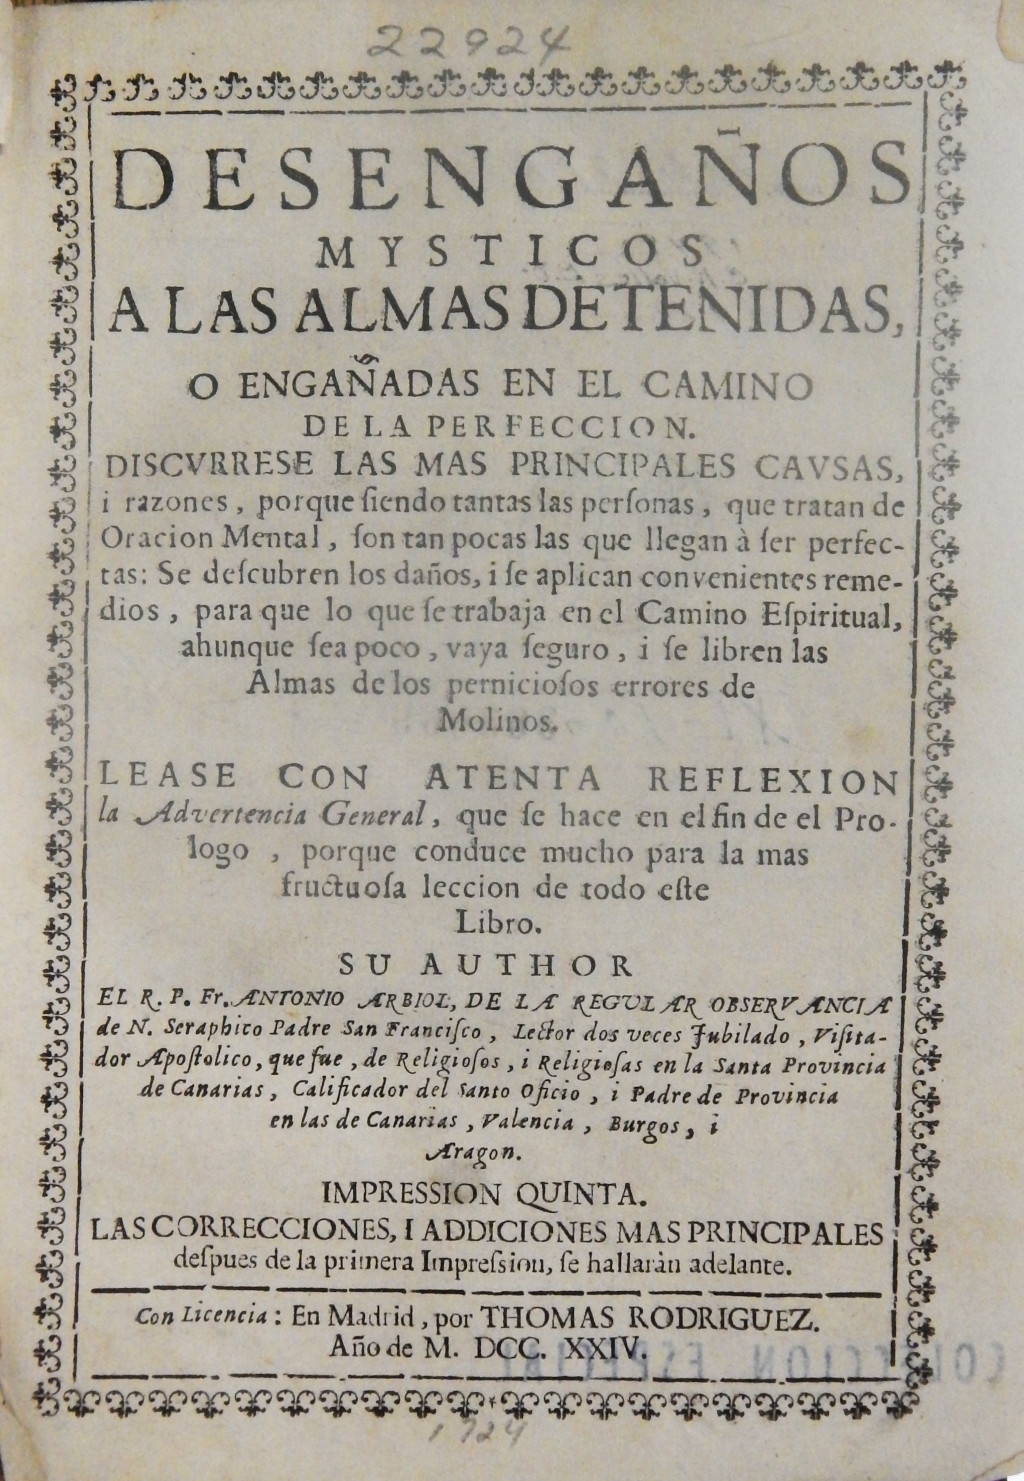 22924
DESENGAÑOS
MYSTICOS
A LAS ALMAS DETENIDAS,
O ENGAÑADAS EN EL CAMINO
DE LA PERFECCION.
DISCVRRESE LAS MAS PRINCIPALES CAVSAS,
i razones, porque ſiendo tantas las perſonas, que tratan de
Oracion Mental, ſon tan pocas las que llegan à ſer perfec-
tas: Se deſcubren los daños, i ſe aplican convenientes reme-
dios, para que lo que ſe trabaja en el Camino Eſpiritual,
ahunque ſea poco, vaya ſeguro, i ſe libren las
Almas de los pernicioſos errores de
Molinos.
LEASE CON ATENTA REFLEXION
la Advertencia General, que ſe hace en el fin de el Pro-
logo, porque conduce mucho para la mas
fructuoſa leccion de todo eſte
Libro.
SU AUTHOR
EL R. P. Fr. ANTONIO ARBIOL, DE LA REGULAR OBSERVANCIA
de N. Seraphico Padre San Franciſco, Lector dos veces Jubilado, Viſita-
dor Apoſtolico, que fue, de Religioſos, i Religioſas en la Santa Provincia
de Canarias, Calificador del Santo Oficio, i Padre de Provincia
en las de Canarias, Valencia, Burgos, i
Aragon.
IMPRESSION QUINTA.
LAS CORRECCIONES, I ADDICIONES MAS PRINCIPALES
deſpues de la primera Impreſsion, ſe hallaràn adelante.
Con Licencia: En Madrid, por THOMAS RODRIGUEZ.
Año de M. DCC. XXIV.
1724